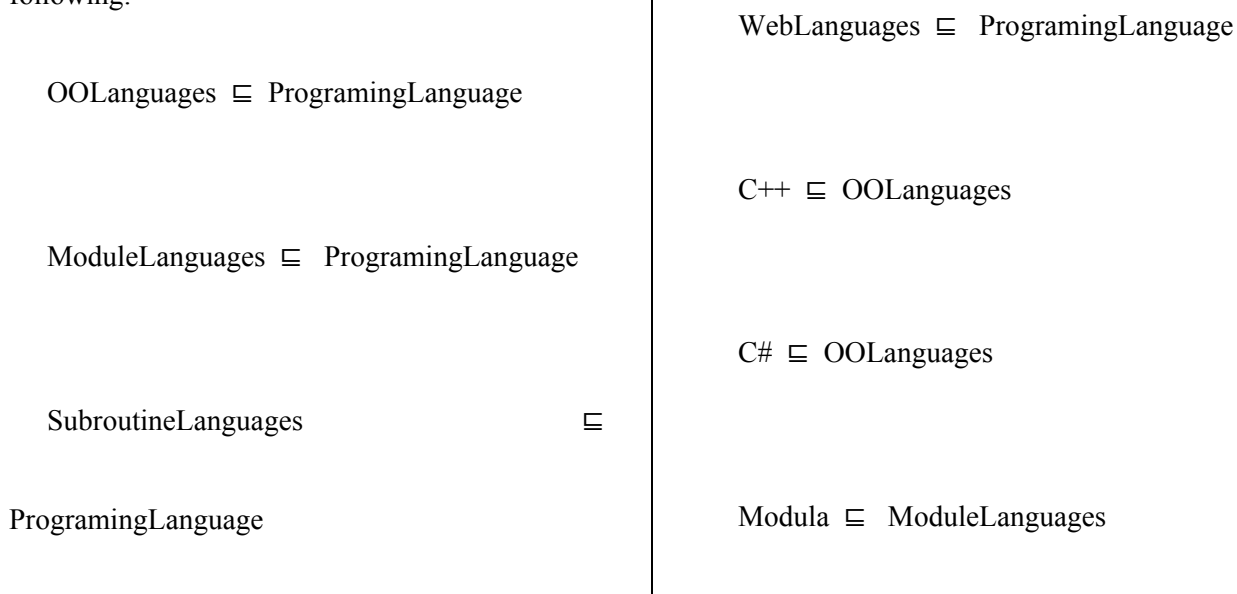 following:
OOLanguages ⊑ ProgramingLanguage
ModuleLanguages ⊑ ProgramingLanguage
SubroutineLanguages ⊑
ProgramingLanguage
WebLanguages ⊑ ProgramingLanguage
C++ ⊑ OOLanguages
C# ⊑ OOLanguages
Modula ⊑ ModuleLanguages